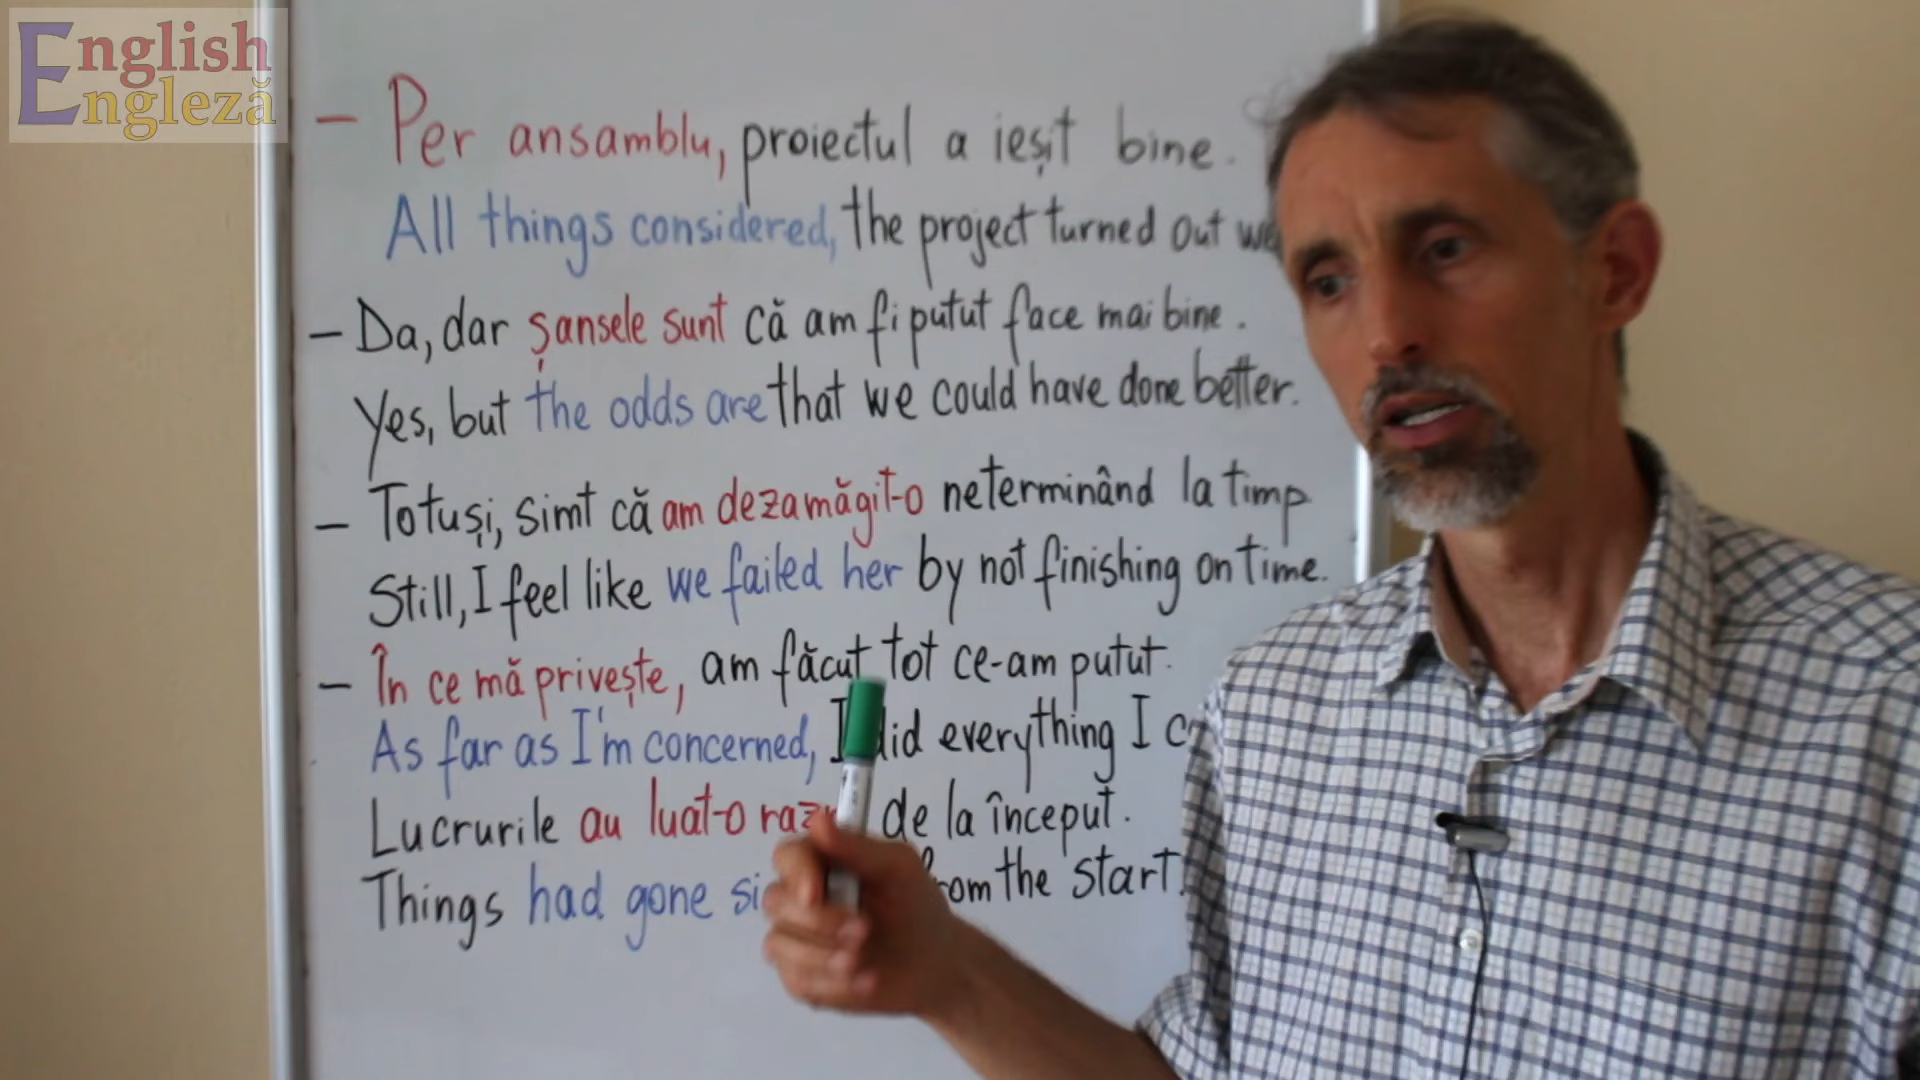 English
Engleză
- Per ansamblu, proiectul a ieșit bine.
All things considered, the project turned out
- Da, dar șansele sunt că am fi putut face mai bine.
Yes, but the odds are that we could have done better.
- Totuși, simt că am dezamăgit-o neterminând la timp
Still, I feel like we failed her by not finishing on time.
- În ce mă privește, am făcut tot ce-am putut.
As far as I'm concerned, I did everything I
Lucrurile au luat-o de la început.
Things had gone the start.